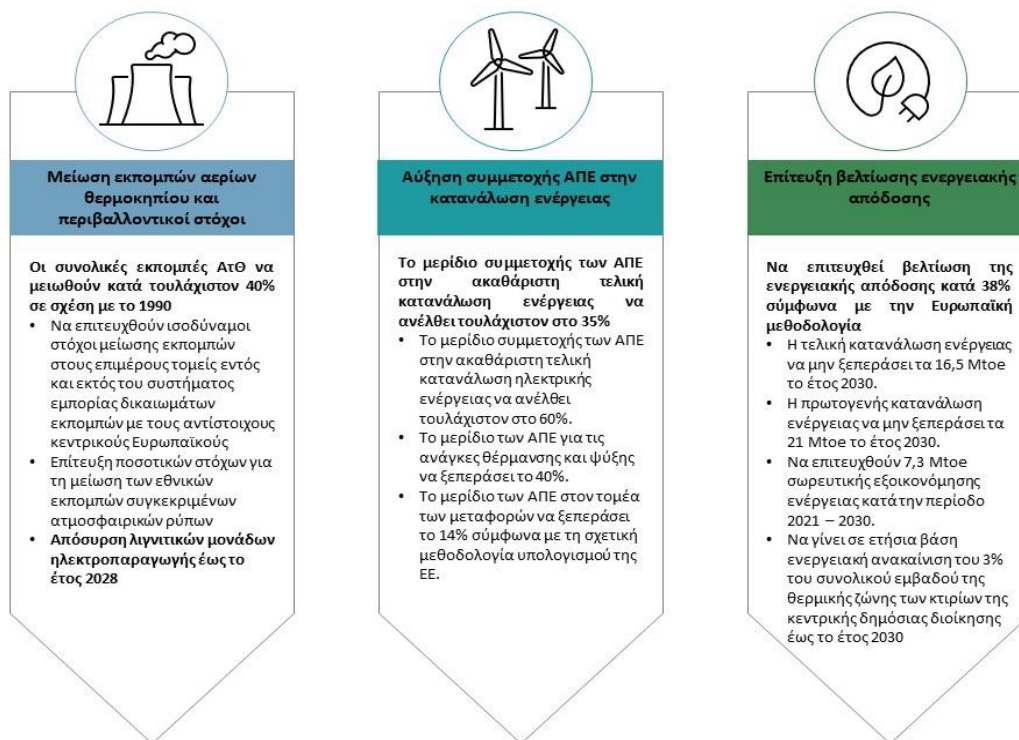 Μείωση εκπομπών αερίων
θερμοκηπίου και
περιβαλλοντικοί στόχοι
Οι συνολικές εκπομπές ΑτΘ να
μειωθούν κατά τουλάχιστον 40%
σε σχέση με το 1990
• Να επιτευχθούν ισοδύναμοι
στόχοι μείωσης εκπομπών
στους επιμέρους τομείς εντός
και εκτός του συστήματος
εμπορίας δικαιωμάτων
εκπομπών με τους αντίστοιχους
κεντρικούς Ευρωπαϊκούς
• Επίτευξη ποσοτικών στόχων για
τη μείωση των εθνικών
εκπομπών συγκεκριμένων
ατμοσφαιρικών ρύπων
• Απόσυρση λιγνιτικών μονάδων
ηλεκτροπαραγωγής έως το
έτος 2028
Αύξηση συμμετοχής ΑΠΕ στην
κατανάλωση ενέργειας
Το μερίδιο συμμετοχής των ΑΠΕ
στην ακαθάριστη τελική
κατανάλωση ενέργειας να
ανέλθει τουλάχιστον στο 35%
• Το μερίδιο συμμετοχής των ΑΠΕ
στην ακαθάριστη τελική
κατανάλωση ηλεκτρικής
ενέργειας να ανέλθει
τουλάχιστον στο 60%.
• Το μερίδιο των ΑΠΕ για τις
ανάγκες θέρμανσης και ψύξης
να ξεπεράσει το 40%.
• Το μερίδιο των ΑΠΕ στον τομέα
των μεταφορών να ξεπεράσει
το 14% σύμφωνα με τη σχετική
μεθοδολογία υπολογισμού της
ΕΕ.
Επίτευξη βελτίωσης ενεργειακής
απόδοσης
Να επιτευχθεί βελτίωση της
ενεργειακής απόδοσης κατά 38%
σύμφωνα με την Ευρωπαϊκή
μεθοδολογία
• Η τελική κατανάλωση ενέργειας
να μην ξεπεράσει τα 16,5 Mtoe
το έτος 2030.
• Η πρωτογενής κατανάλωση
ενέργειας να μην ξεπεράσει τα
21 Mtoe το έτος 2030.
• Να επιτευχθούν 7,3 Mtoe
σωρευτικής εξοικονόμησης
ενέργειας κατά την περίοδο
2021 – 2030.
• Να γίνει σε ετήσια βάση
ενεργειακή ανακαίνιση του 3%
του συνολικού εμβαδού της
θερμικής ζώνης των κτιρίων της
κεντρικής δημόσιας διοίκησης
έως το έτος 2030